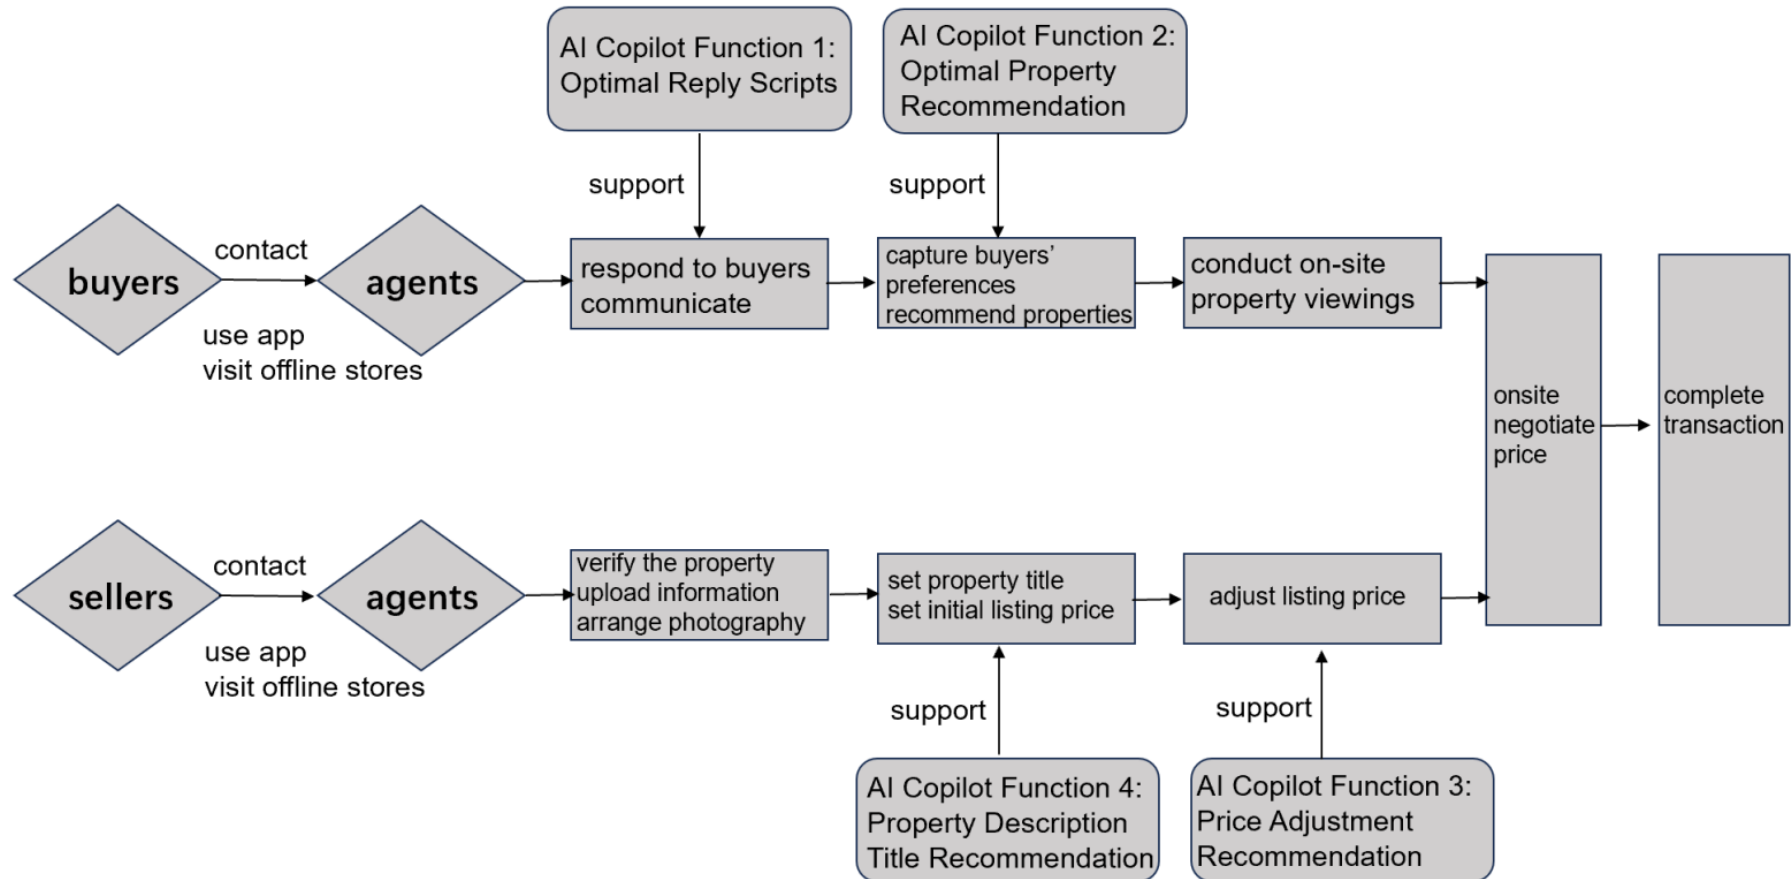 AI Copilot Function 1:
Optimal Reply Scripts
AI Copilot Function 2:
Optimal Property
Recommendation
support
support
buyers
contact
use app
visit offline stores
agents
respond to buyers
communicate
capture buyers’
preferences
recommend properties
conduct on-site
property viewings
onsite
negotiate
price
complete
transaction
sellers
contact
use app
visit offline stores
agents
verify the property
upload information
arrange photography
set property title
set initial listing price
adjust listing price
support
support
AI Copilot Function 4:
Property Description
Title Recommendation
AI Copilot Function 3:
Price Adjustment
Recommendation